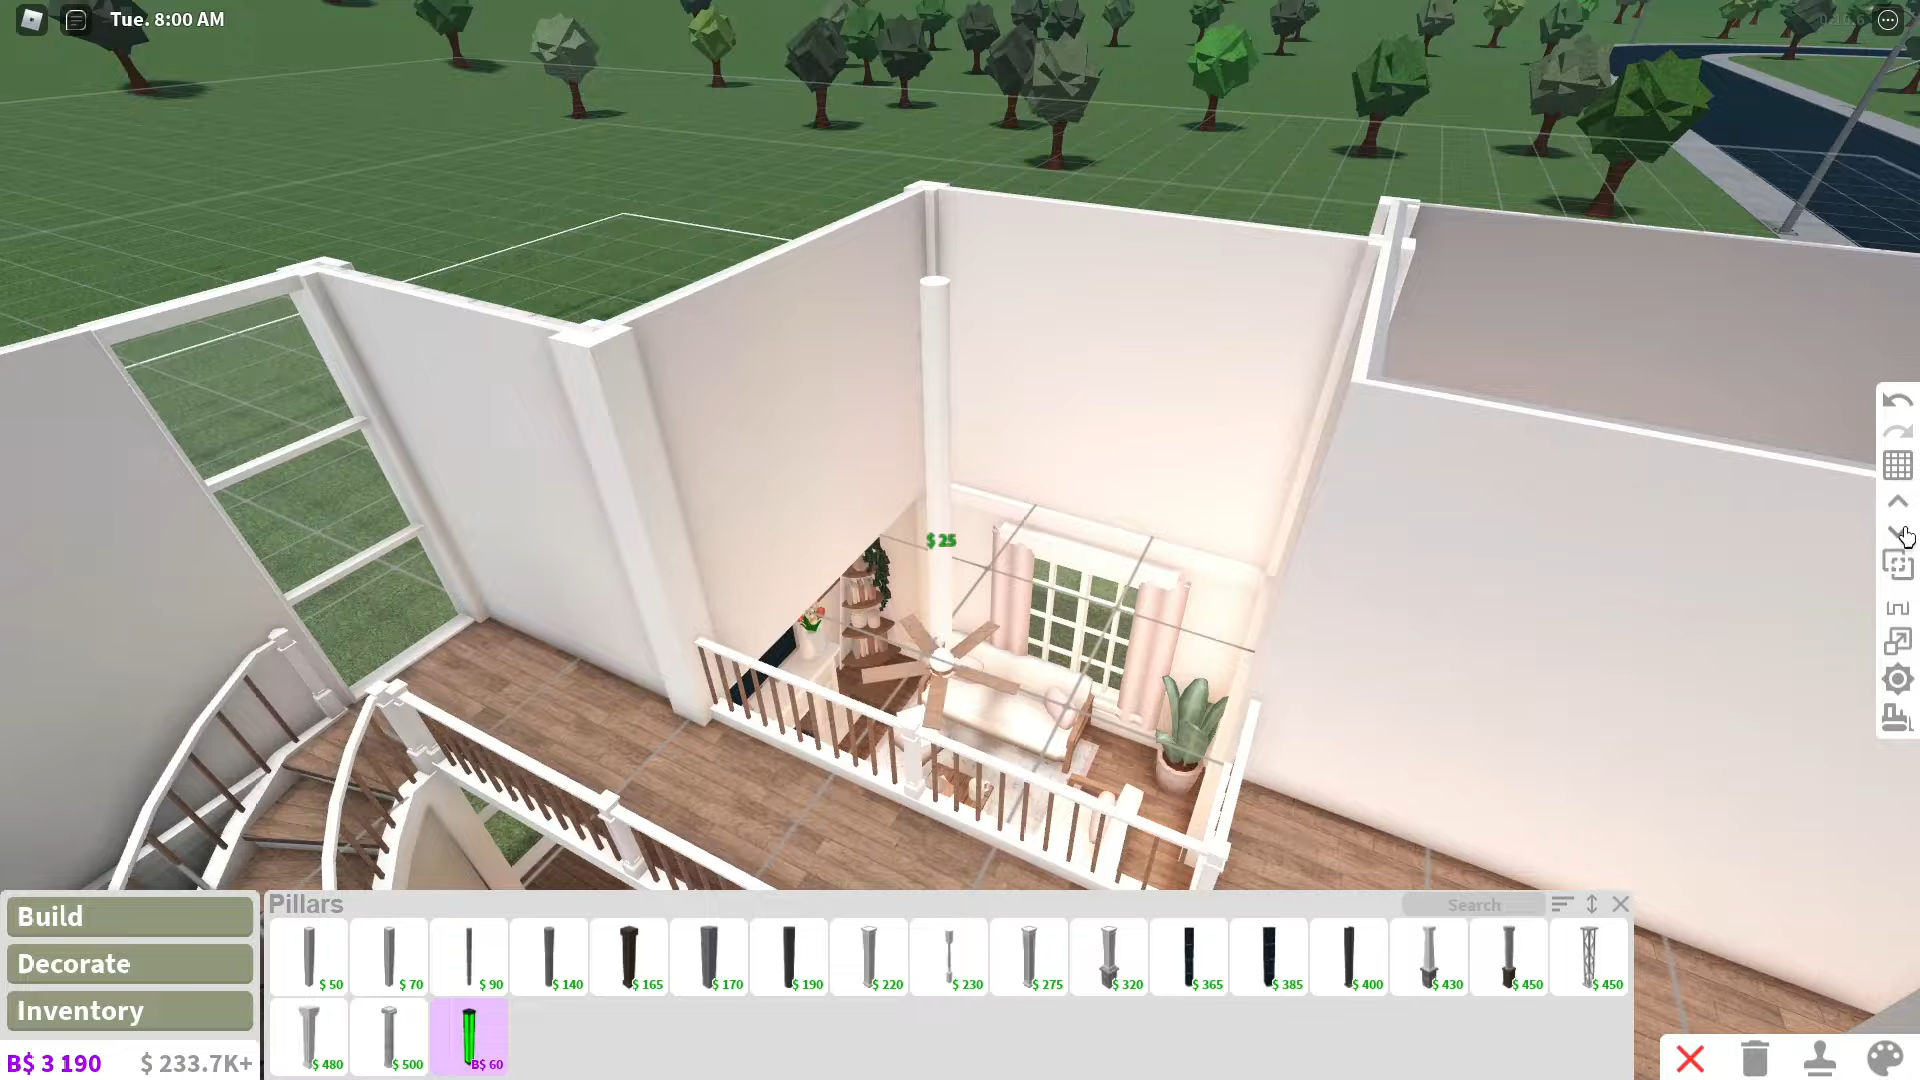 Tue. 8:00 AM
$ 25
Build
Decorate
Inventory
B$ 3 190
$ 233.7K+
Pillars
Search
$ 50
$ 70
$ 90
$ 140
$ 165
$ 170
$ 190
$ 220
$ 230
$ 275
$ 320
$ 365
$ 385
$ 400
$ 430
$ 450
$ 450
$ 480
$ 500
B$ 60